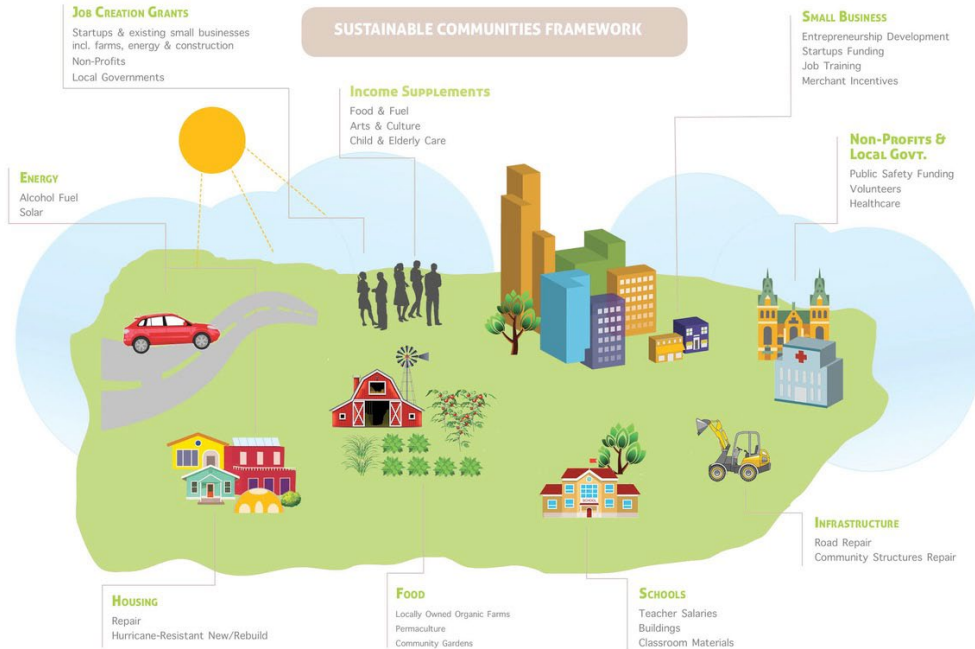 SUSTAINABLE COMMUNITIES FRAMEWORK
JOB CREATION GRANTS
Startups & existing small businesses
incl. farms, energy & construction
Non-Profits
Local Governments
INCOME SUPPLEMENTS
Food & Fuel
Arts & Culture
Child & Elderly Care
SMALL BUSINESS
Entrepreneurship Development
Startups Funding
Job Training
Merchant Incentives
NON-PROFITS &
LOCAL GOVT.
Public Safety Funding
Volunteers
Healthcare
ENERGY
Alcohol Fuel
Solar
SCHOOL
INFRASTRUCTURE
Road Repair
Community Structures Repair
HOUSING
Repair
Hurricane-Resistant New/Rebuild
FOOD
Locally Owned Organic Farms
Permaculture
Community Gardens
SCHOOLS
Teacher Salaries
Buildings
Classroom Materials